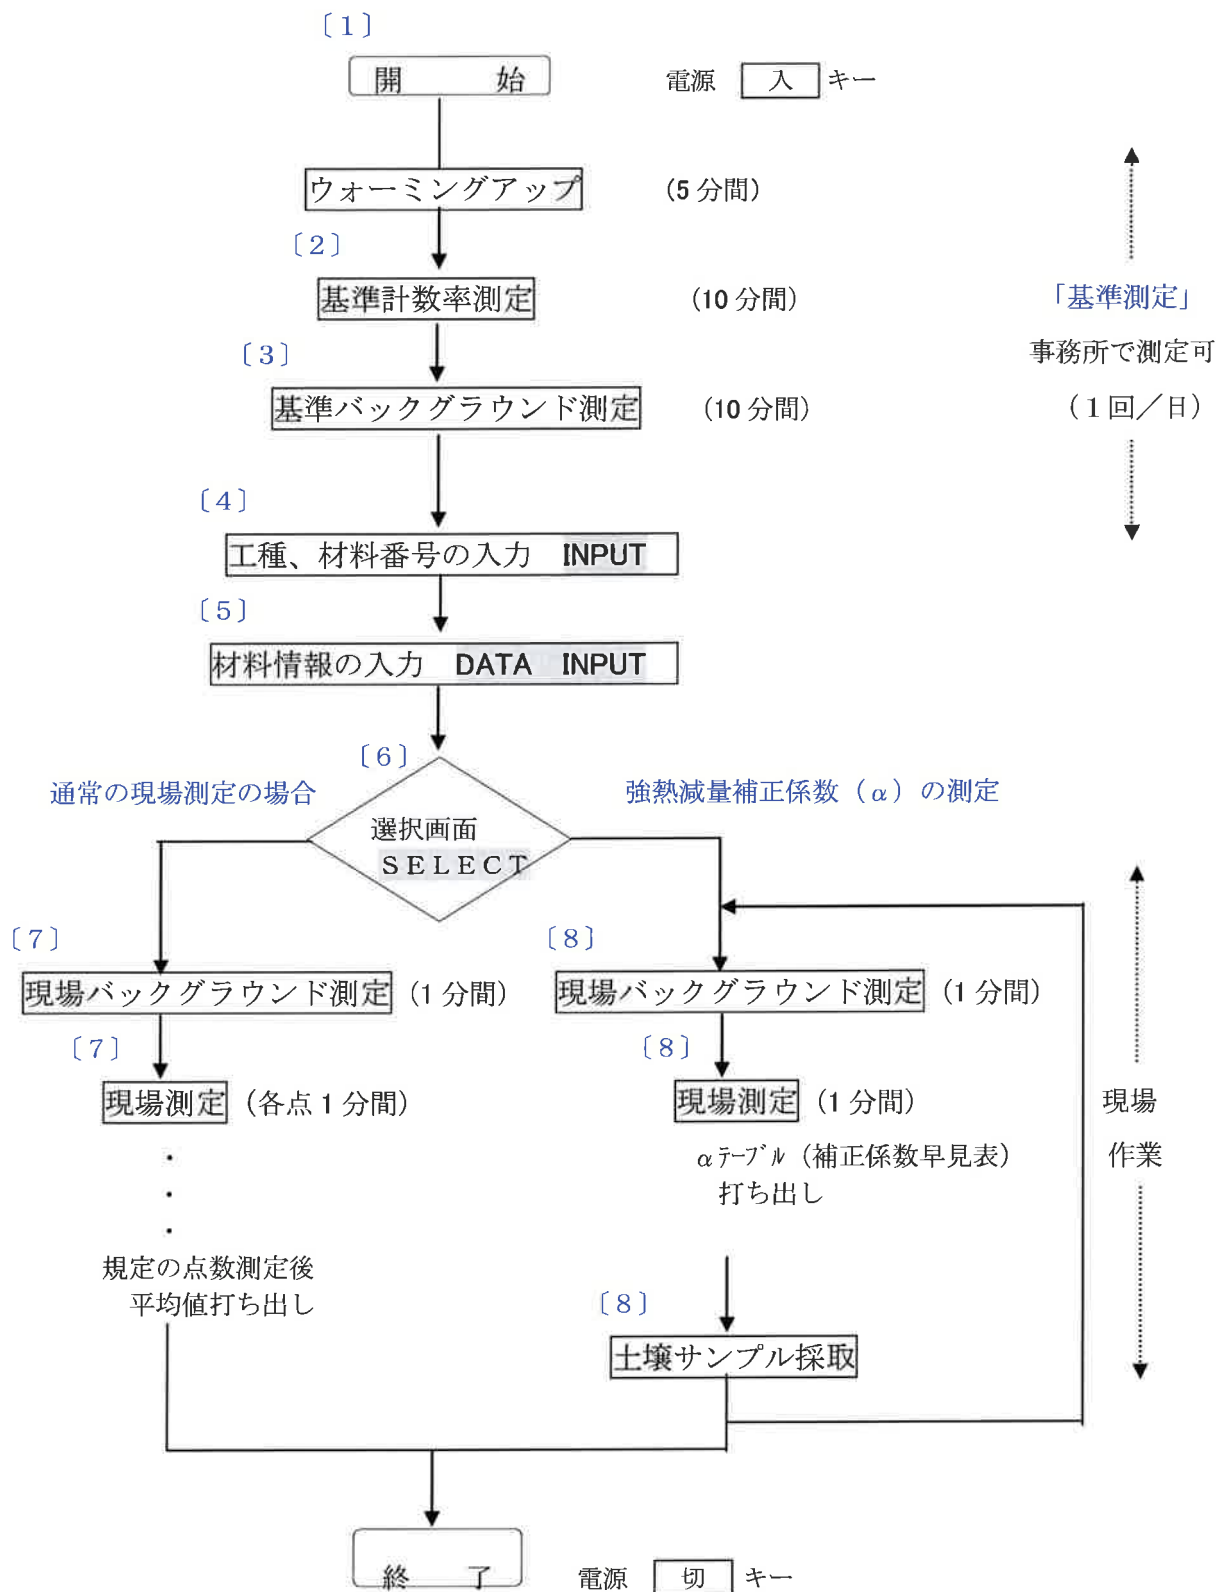 〔1〕
開 始 電源 入 キー
ウォーミングアップ (5 分間)
〔2〕
基準計数率測定 (10 分間) 「基準測定」
〔3〕 事務所で測定可
基準バックグラウンド測定 (10 分間) (1回/日)
〔4〕
工種、材料番号の入力 INPUT
〔5〕
材料情報の入力 DATA INPUT
〔6〕
通常の現場測定の場合 強熱減量補正係数(α)の測定
選択画面
SELECT
〔7〕 〔8〕
現場バックグラウンド測定 (1 分間) 現場バックグラウンド測定 (1 分間)
〔7〕 〔8〕
現場測定 (各点 1 分間) 現場測定 (1 分間) 現場
αテーブル (補正係数早見表) 作業
打ち出し
・
・
・
規定の点数測定後
平均値打ち出し
〔8〕
土壌サンプル採取
終 了 電源 切 キー